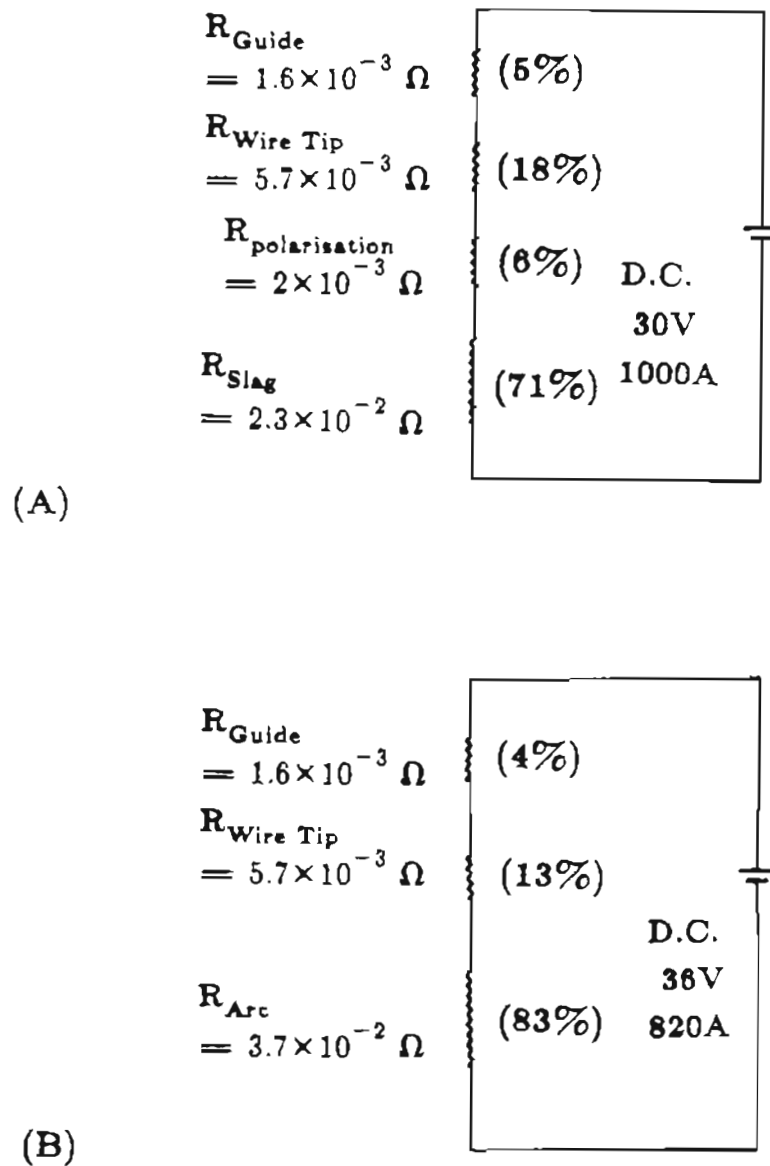 R_Guide
= 1.6×10⁻³ Ω
(5%)
R_Wire Tip
= 5.7×10⁻³ Ω
(18%)
R_polarisation
= 2×10⁻³ Ω
(6%)
D.C.
30V
1000A
R_Slag
= 2.3×10⁻² Ω
(71%)
(A)
R_Guide
= 1.6×10⁻³ Ω
(4%)
R_Wire Tip
= 5.7×10⁻³ Ω
(13%)
D.C.
36V
820A
R_Arc
= 3.7×10⁻² Ω
(83%)
(B)